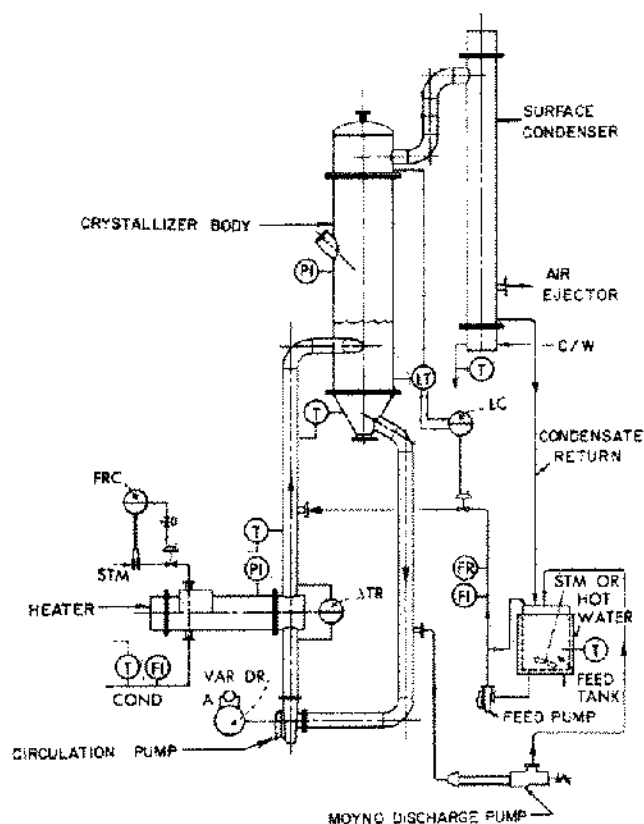 SURFACE
CONDENSER
CRYSTALLIZER BODY
PI
AIR
EJECTOR
C/W
T
LT
LC
T
CONDENSATE
RETURN
FRC
STM
T
PI
FR
FI
STM OR
HOT
WATER
HEATER
ΔTR
T
T
FI
COND
VAR DR.
A
FEED
TANK
FEED PUMP
CIRCULATION PUMP
MOYNO DISCHARGE PUMP